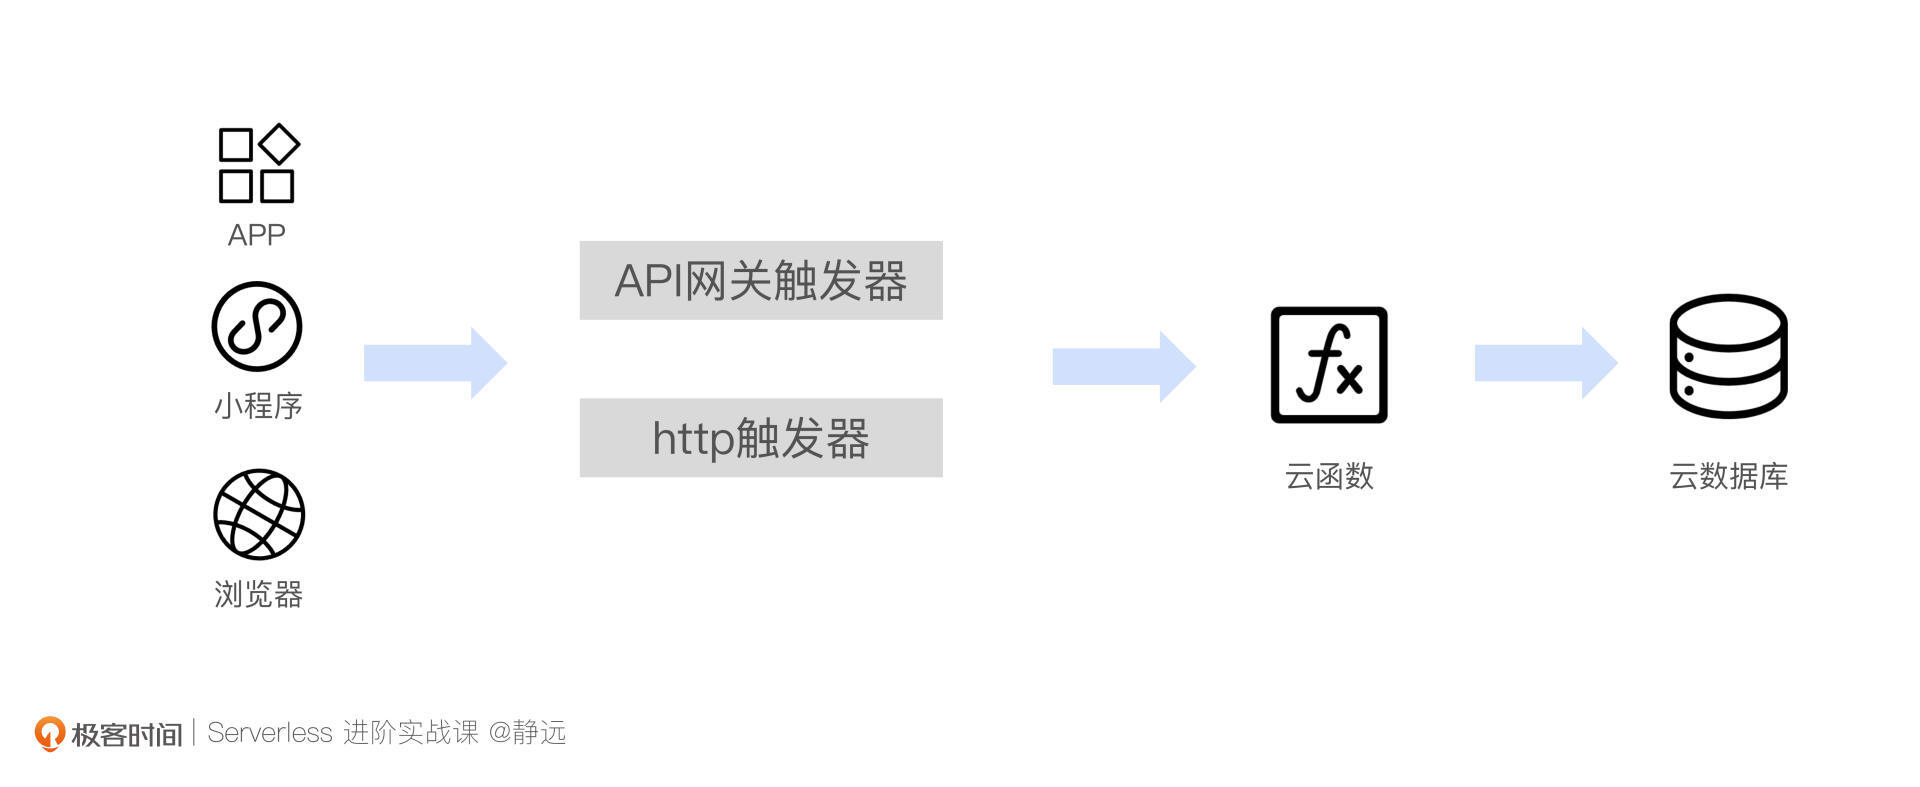 APP
小程序
浏览器
API网关触发器
http触发器
fx
云函数
云数据库
极客时间 | Serverless 进阶实战课 @静远